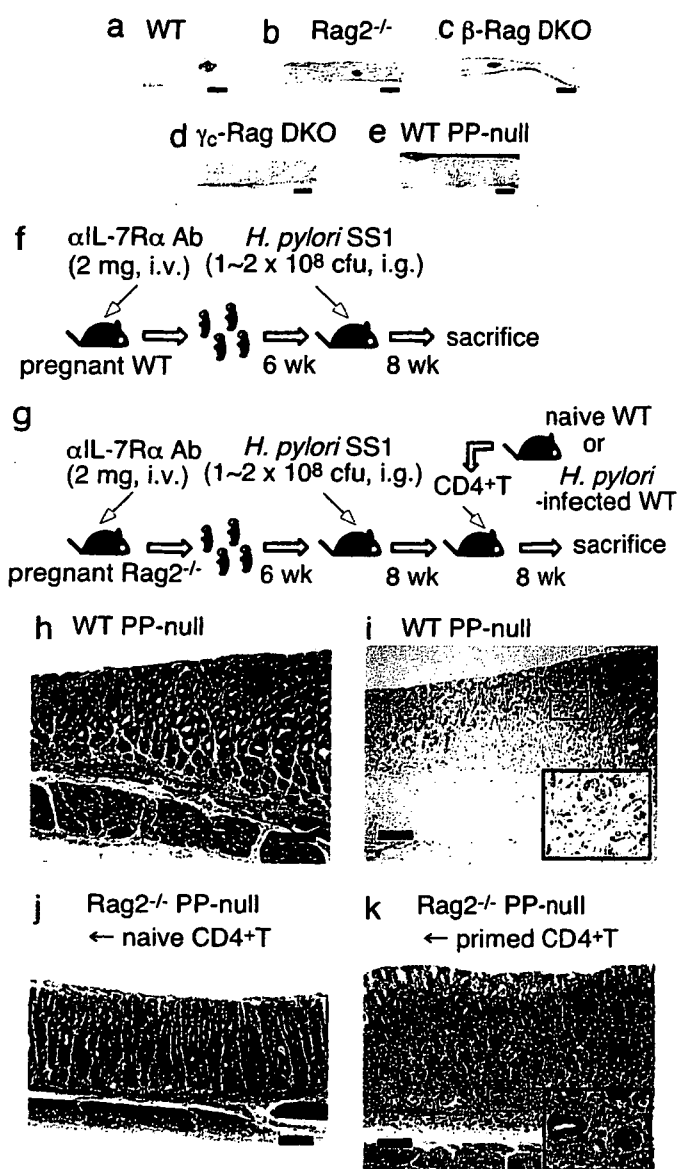 a WT
b Rag2-/-
c β-Rag DKO
d γc-Rag DKO
e WT PP-null
f
αIL-7Rα Ab
(2 mg, i.v.)
H. pylori SS1
(1~2 x 10⁸ cfu, i.g.)
pregnant WT
6 wk
8 wk
sacrifice
g
αIL-7Rα Ab
(2 mg, i.v.)
H. pylori SS1
(1~2 x 10⁸ cfu, i.g.)
CD4+T
naive WT
or
H. pylori
-infected WT
pregnant Rag2-/-
6 wk
8 wk
8 wk
sacrifice
h WT PP-null
i WT PP-null
j Rag2-/- PP-null
← naive CD4+T
k Rag2-/- PP-null
← primed CD4+T